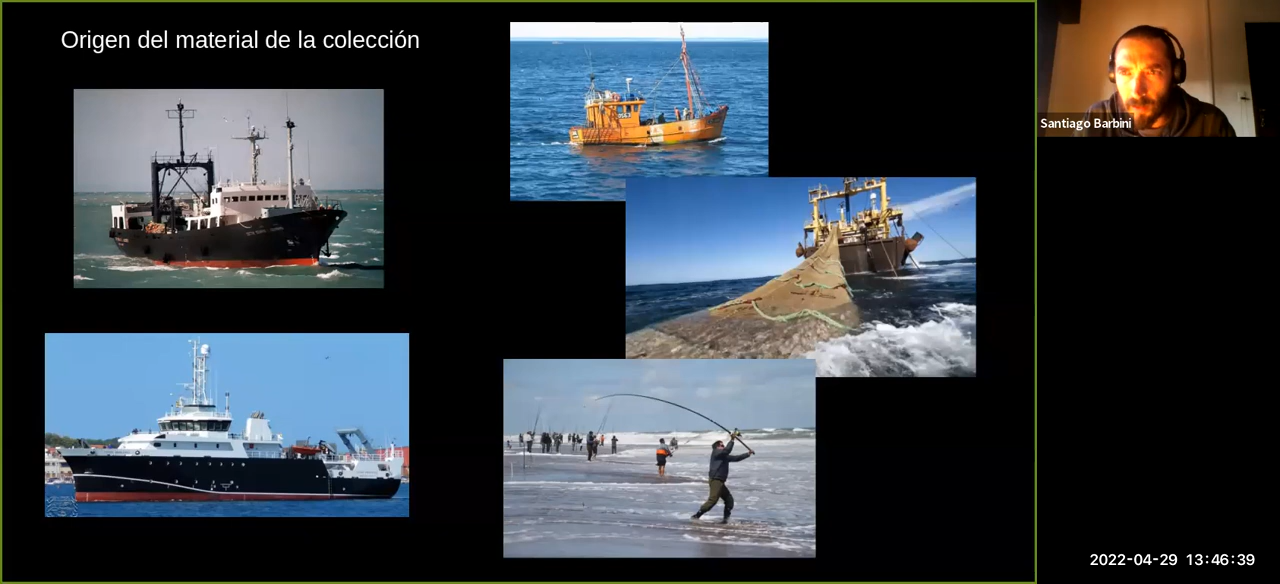 Origen del material de la colección
Santiago Barbini
2022-04-29 13:46:39